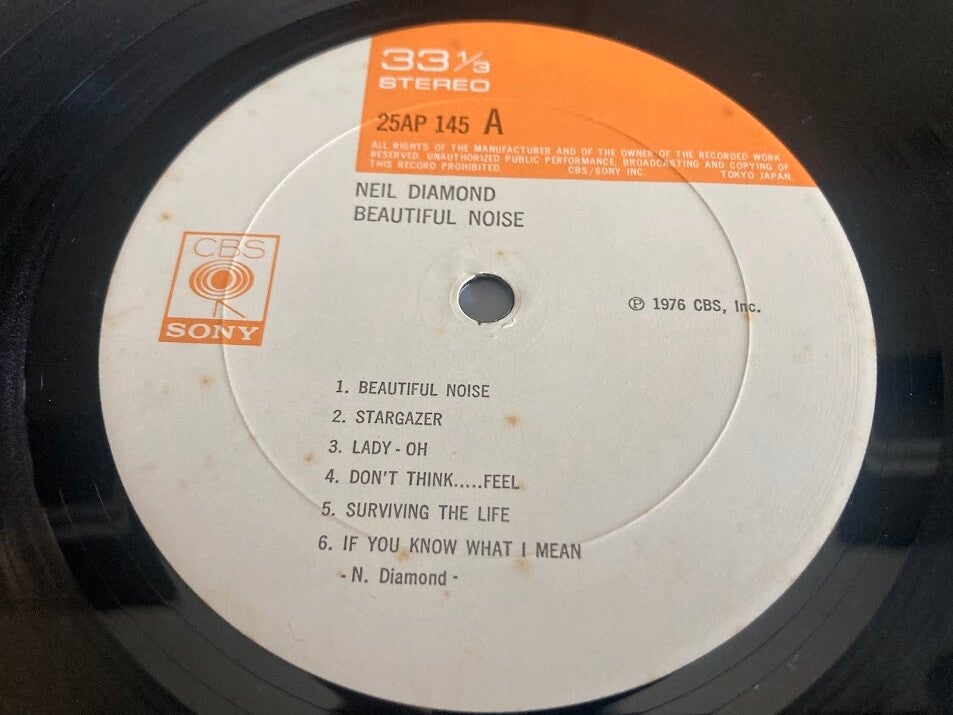 33 1/3
STEREO
25AP 145 A
ALL RIGHTS OF THE MANUFACTURER AND OF THE OWNER OF THE RECORDED WORK
RESERVED. UNAUTHORIZED PUBLIC PERFORMANCE, BROADCASTING AND COPYING OF
THIS RECORD PROHIBITED. CBS/SONY INC. TOKYO JAPAN.
NEIL DIAMOND
BEAUTIFUL NOISE
CBS
SONY
℗ 1976 CBS, Inc.
1. BEAUTIFUL NOISE
2. STARGAZER
3. LADY - OH
4. DON'T THINK.....FEEL
5. SURVIVING THE LIFE
6. IF YOU KNOW WHAT I MEAN
- N. Diamond -